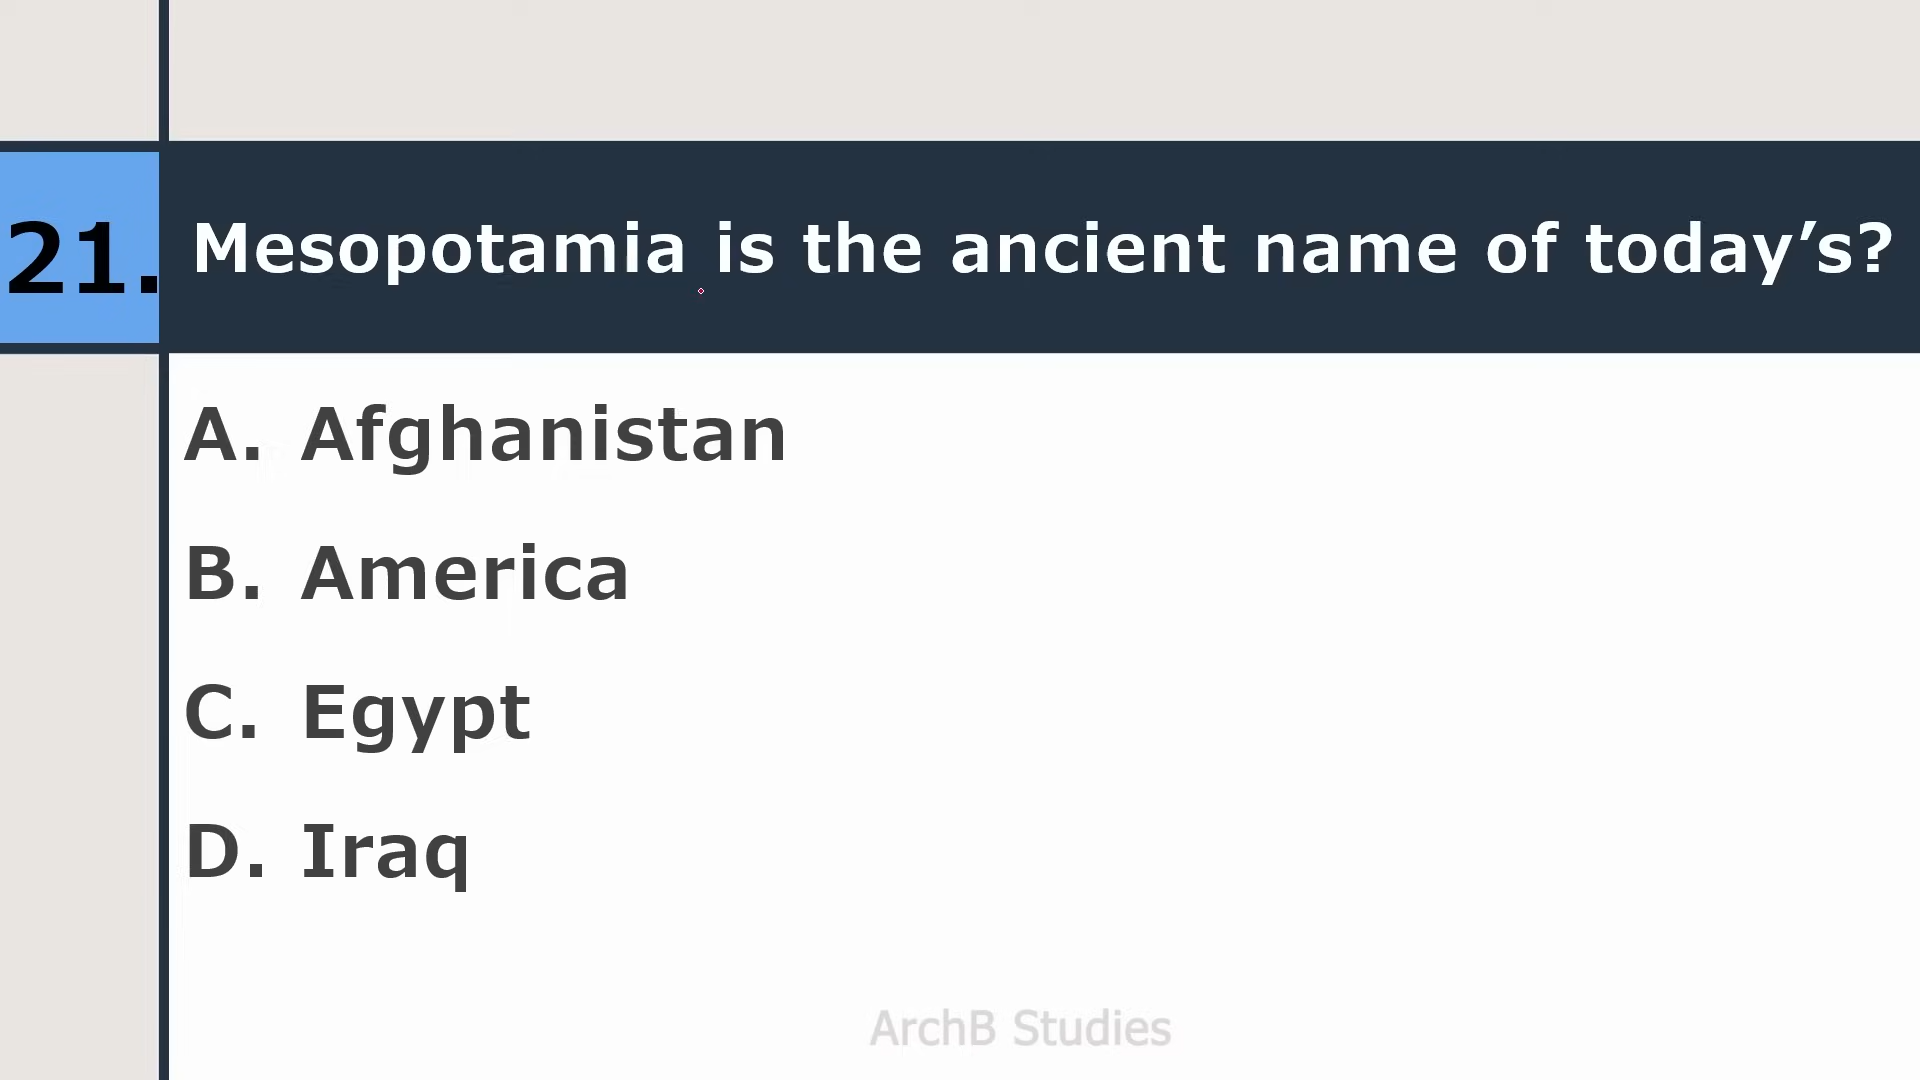 21. Mesopotamia is the ancient name of today’s?
A. Afghanistan
B. America
C. Egypt
D. Iraq
ArchB Studies